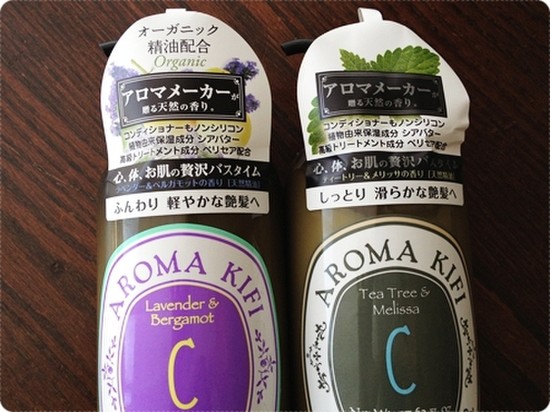 オーガニック
精油配合
Organic
アロマメーカーが
贈る天然の香り。
コンディショナーもノンシリコン
植物由来保湿成分 シアバター
高級トリートメント成分 ペリセア配合
心、体、お肌の贅沢バスタイム
ラベンダー&ベルガモットの香り［天然精油］
ふんわり 軽やかな艶髪へ
AROMA KIFI
Lavender &
Bergamot
C
アロマメーカーが
贈る天然の香り。
コンディショナーもノンシリコン
植物由来保湿成分 シアバター
高級トリートメント成分 ペリセア配合
心、体、お肌の贅沢バスタイム
ティートリー&メリッサの香り［天然精油］
しっとり 滑らかな艶髪へ
AROMA KIFI
Tea Tree &
Melissa
C